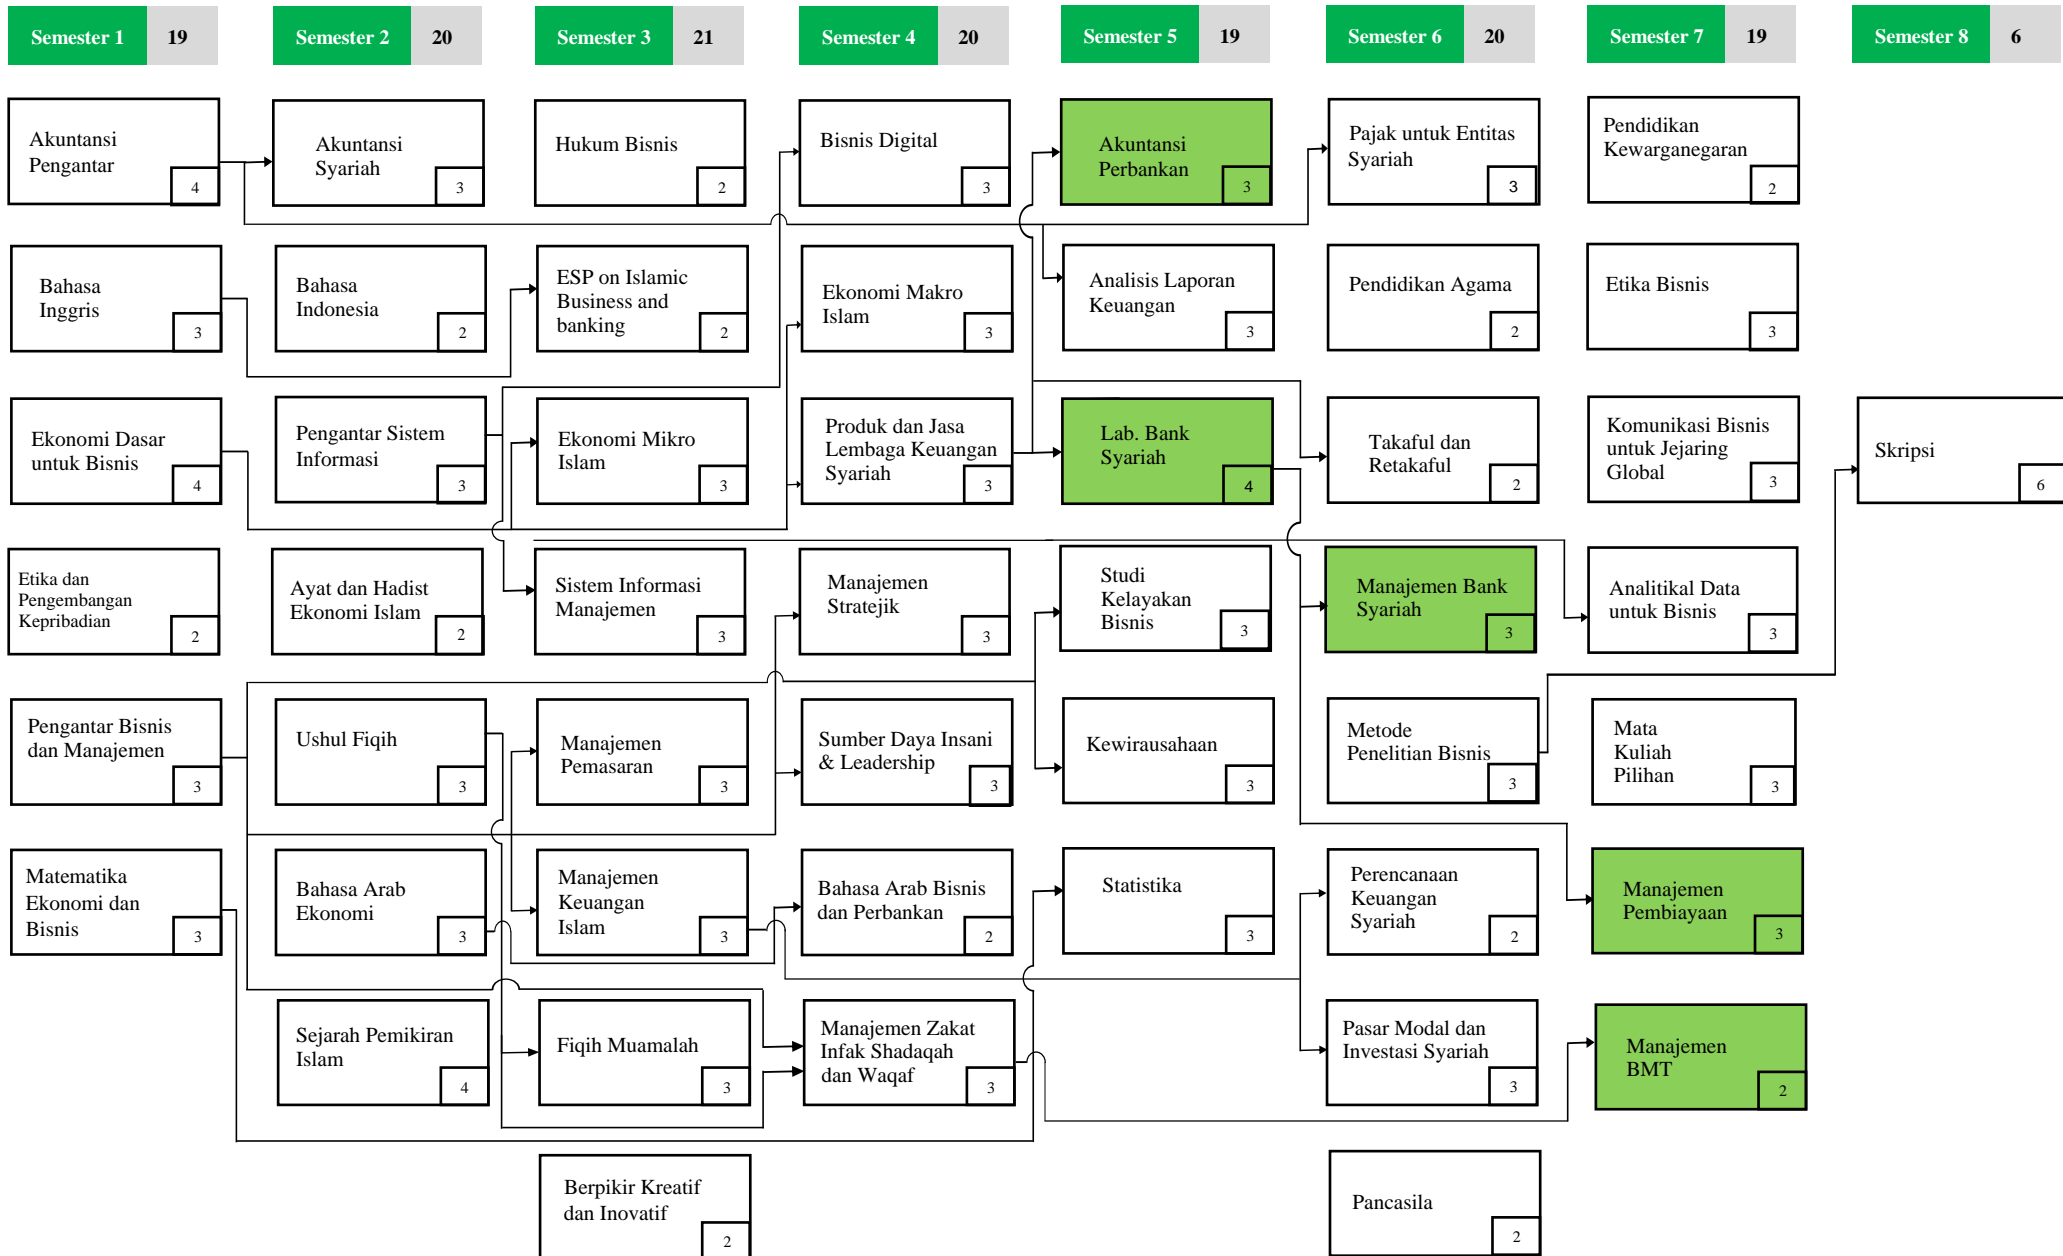 Semester 1 19
Semester 2 20
Semester 3 21
Semester 4 20
Semester 5 19
Semester 6 20
Semester 7 19
Semester 8 6
Akuntansi
Pengantar
4
Akuntansi
Syariah
3
Hukum Bisnis
2
Bisnis Digital
3
Akuntansi
Perbankan
3
Pajak untuk Entitas
Syariah
3
Pendidikan
Kewarganegaran
2
Bahasa
Inggris
3
Bahasa
Indonesia
2
ESP on Islamic
Business and
banking
2
Ekonomi Makro
Islam
3
Analisis Laporan
Keuangan
3
Pendidikan Agama
2
Etika Bisnis
3
Ekonomi Dasar
untuk Bisnis
4
Pengantar Sistem
Informasi
3
Ekonomi Mikro
Islam
3
Produk dan Jasa
Lembaga Keuangan
Syariah
3
Lab. Bank
Syariah
4
Takaful dan
Retakaful
2
Komunikasi Bisnis
untuk Jejaring
Global
3
Skripsi
6
Etika dan
Pengembangan
Kepribadian
2
Ayat dan Hadist
Ekonomi Islam
2
Sistem Informasi
Manajemen
3
Manajemen
Stratejik
3
Studi
Kelayakan
Bisnis
3
Manajemen Bank
Syariah
3
Analitikal Data
untuk Bisnis
3
Pengantar Bisnis
dan Manajemen
3
Ushul Fiqih
3
Manajemen
Pemasaran
3
Sumber Daya Insani
& Leadership
3
Kewirausahaan
3
Metode
Penelitian Bisnis
3
Mata
Kuliah
Pilihan
3
Matematika
Ekonomi dan
Bisnis
3
Bahasa Arab
Ekonomi
3
Manajemen
Keuangan
Islam
3
Bahasa Arab Bisnis
dan Perbankan
2
Statistika
3
Perencanaan
Keuangan
Syariah
2
Manajemen
Pembiayaan
3
Sejarah Pemikiran
Islam
4
Fiqih Muamalah
3
Manajemen Zakat
Infak Shadaqah
dan Waqaf
3
Pasar Modal dan
Investasi Syariah
3
Manajemen
BMT
2
Berpikir Kreatif
dan Inovatif
2
Pancasila
2